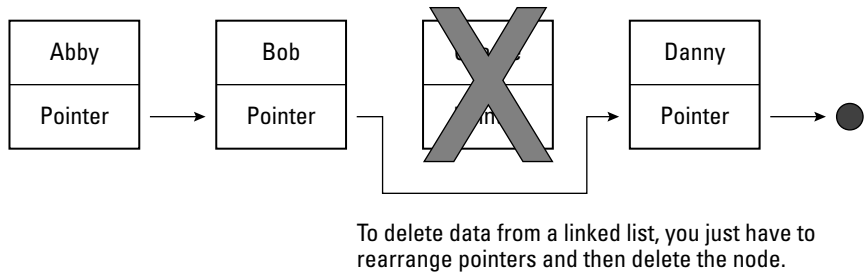 Abby
Bob
Danny
Pointer
Pointer
Pointer
To delete data from a linked list, you just have to
rearrange pointers and then delete the node.